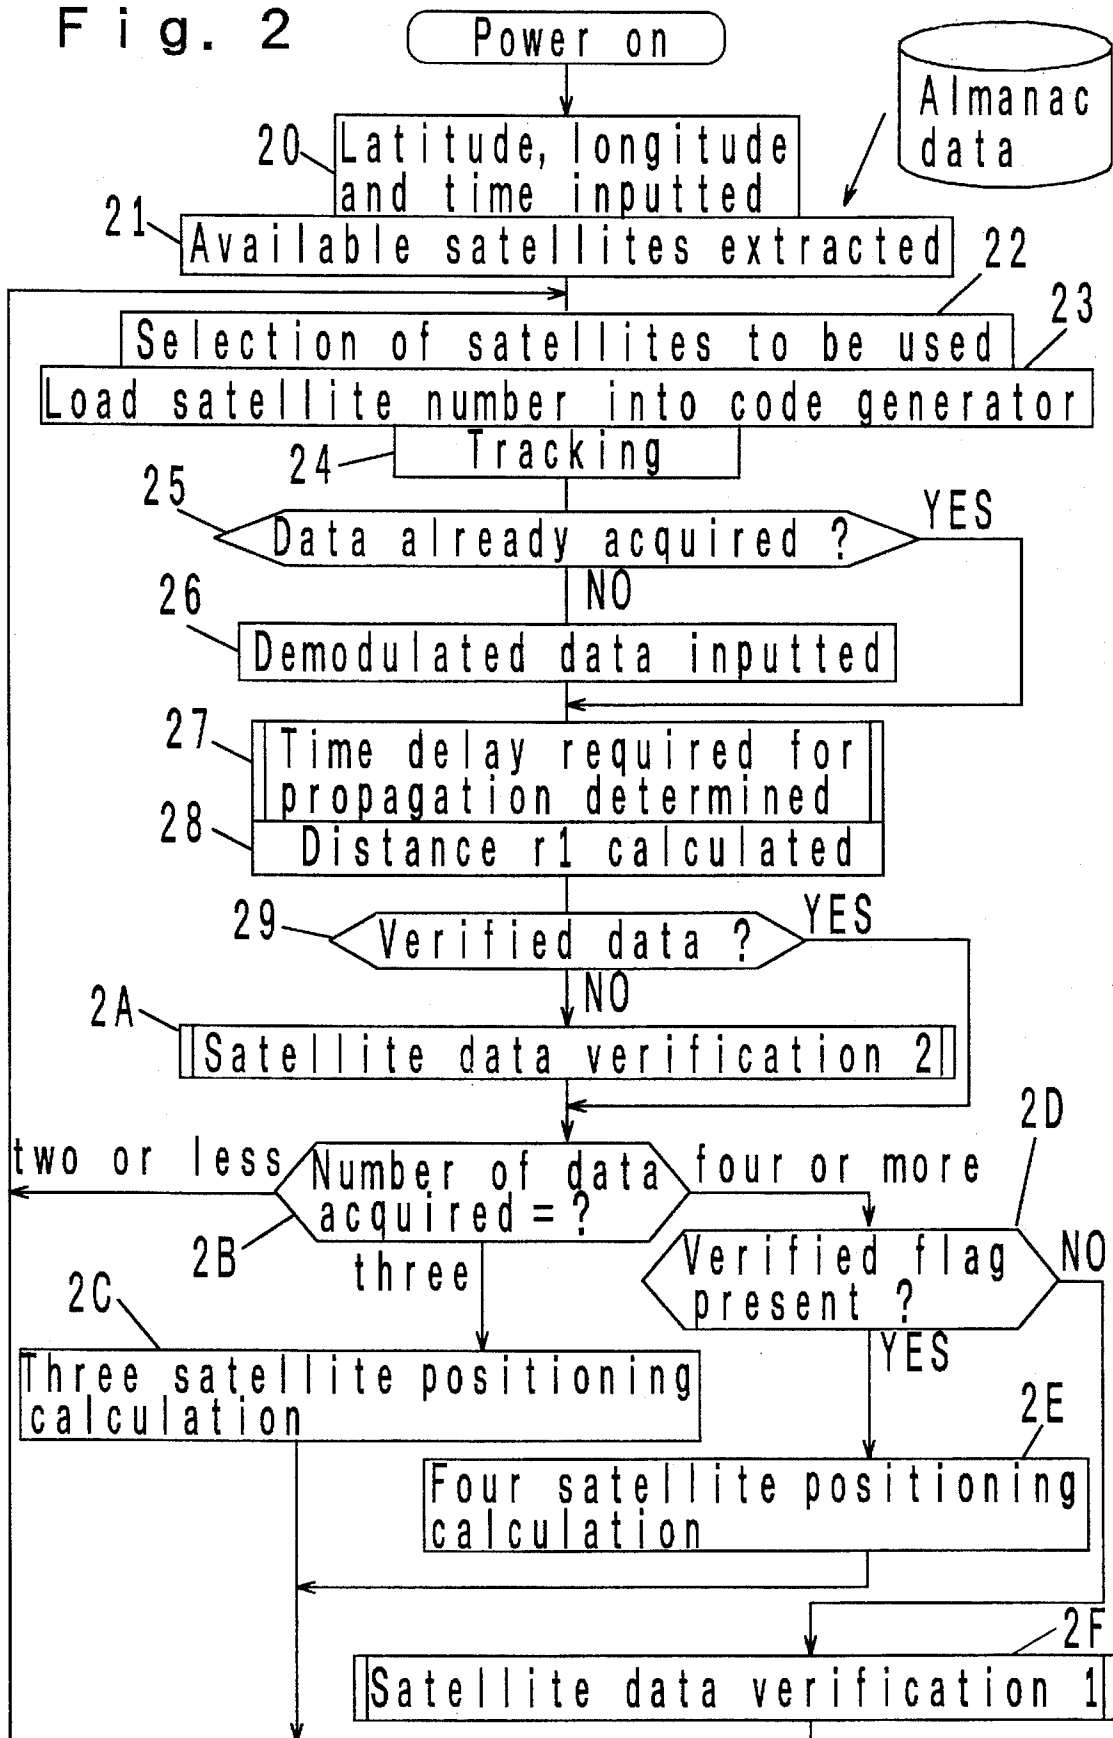 Fig. 2
Power on
Almanac
data
20
Latitude, longitude
and time inputted
21
Available satellites extracted
22
Selection of satellites to be used
23
Load satellite number into code generator
24
Tracking
25
Data already acquired ?
YES
NO
26
Demodulated data inputted
27
Time delay required for
propagation determined
28
Distance r1 calculated
29
Verified data ?
YES
NO
2A
Satellite data verification 2
2D
two or less
Number of data
acquired = ?
four or more
2B
three
Verified flag
present ?
NO
YES
2C
Three satellite positioning
calculation
2E
Four satellite positioning
calculation
2F
Satellite data verification 1